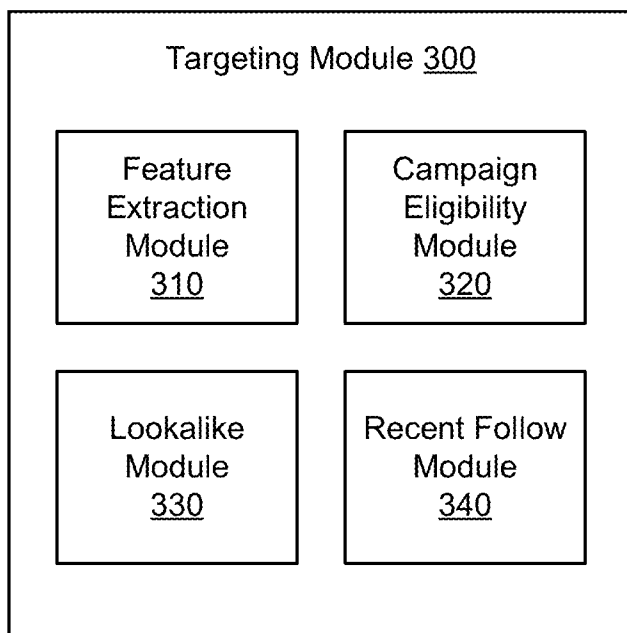 Targeting Module 300
Feature
Extraction
Module
310
Campaign
Eligibility
Module
320
Lookalike
Module
330
Recent Follow
Module
340